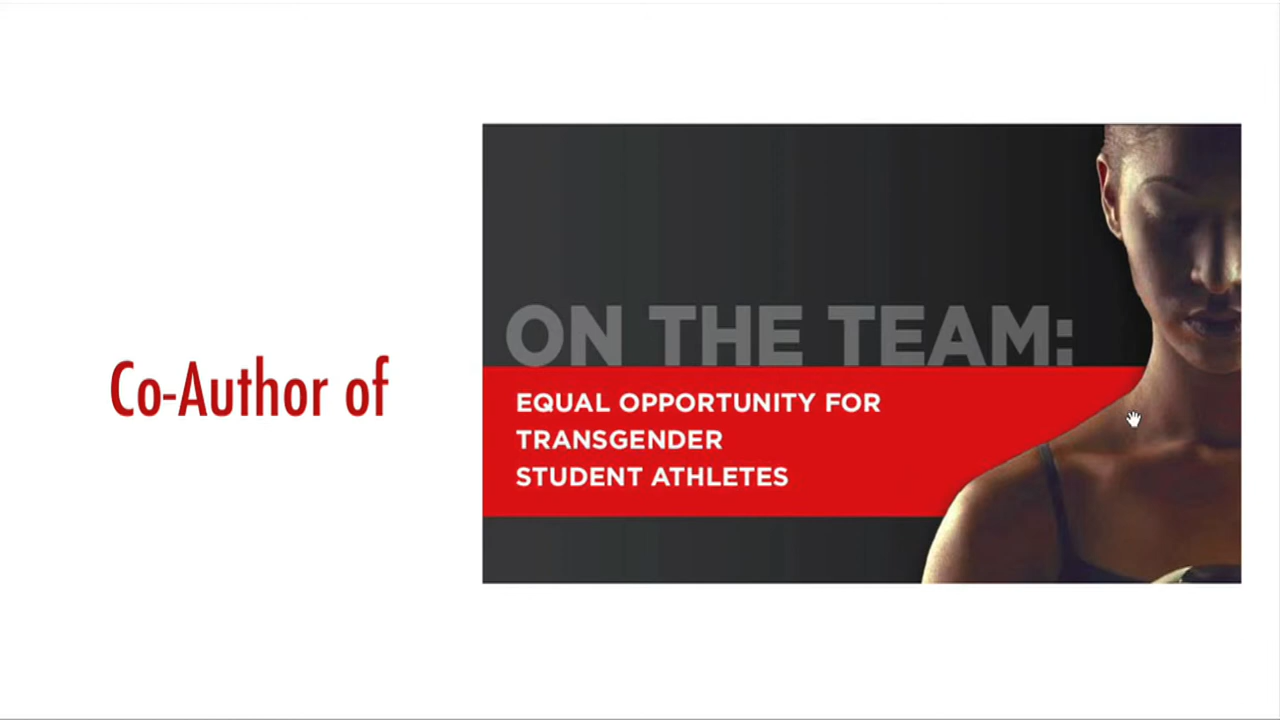 Co-Author of
ON THE TEAM:
EQUAL OPPORTUNITY FOR
TRANSGENDER
STUDENT ATHLETES